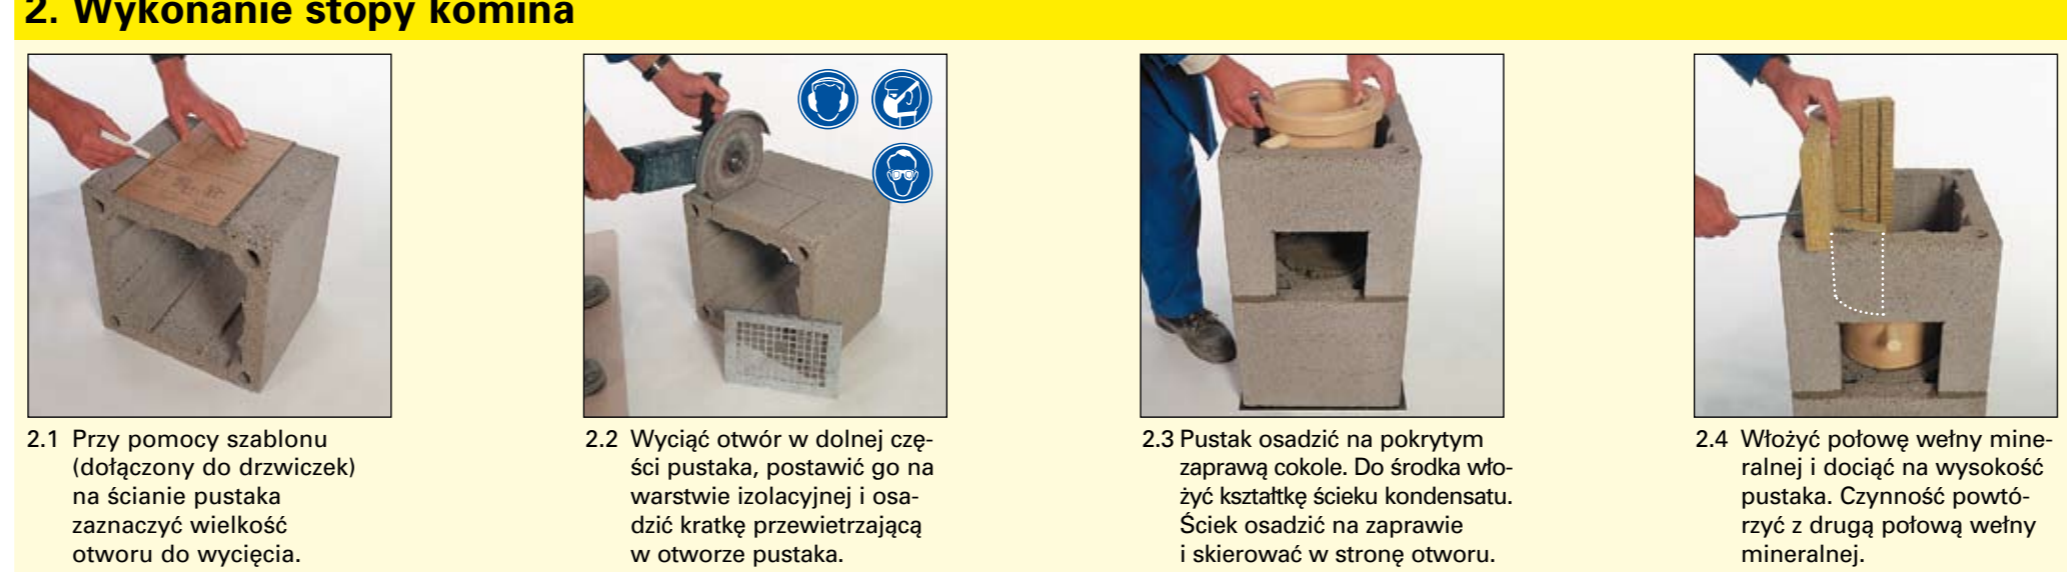 2. Wykonanie stopy komina
2.1 Przy pomocy szablonu
(dołączony do drzwiczek)
na ścianie pustaka
zaznaczyć wielkość
otworu do wycięcia.
2.2 Wyciąć otwór w dolnej czę-
ści pustaka, postawić go na
warstwie izolacyjnej i osa-
dzić kratkę przewietrzającą
w otworze pustaka.
2.3 Pustak osadzić na pokrytym
zaprawą cokole. Do środka wło-
żyć kształtkę ścieku kondensatu.
Ściek osadzić na zaprawie
i skierować w stronę otworu.
2.4 Włożyć połowę wełny mine-
ralnej i dociąć na wysokość
pustaka. Czynność powtó-
rzyć z drugą połową wełny
mineralnej.